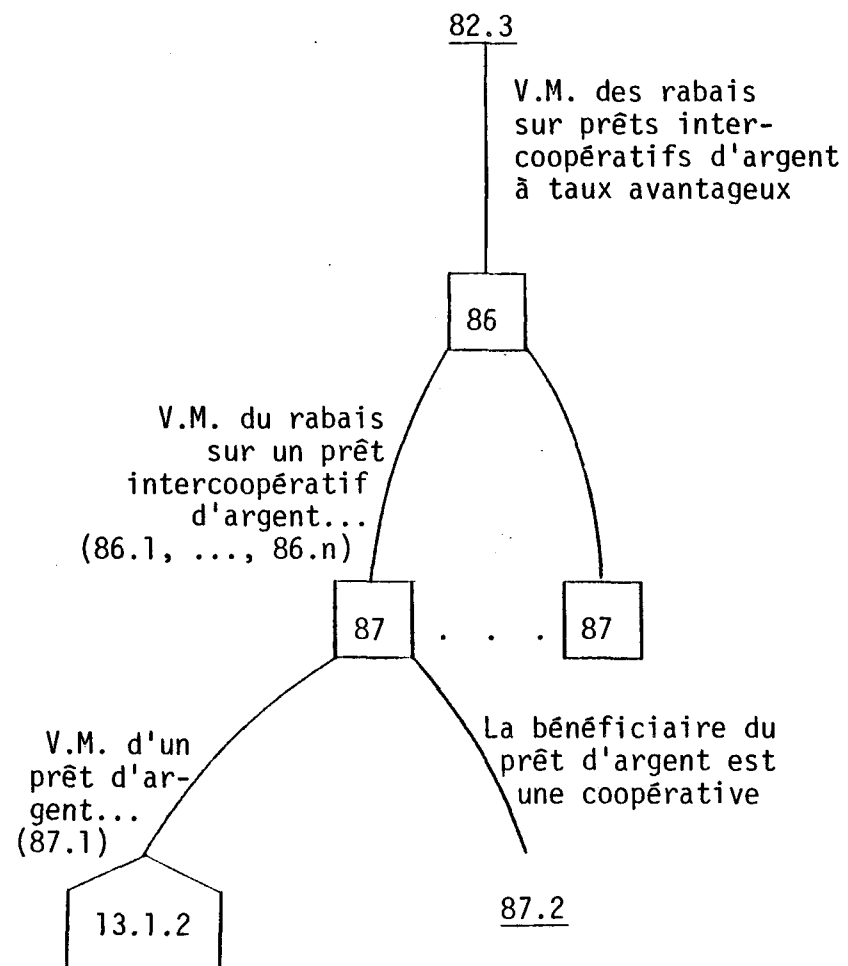 82.3
V.M. des rabais
sur prêts inter-
coopératifs d'argent
à taux avantageux
86
V.M. du rabais
sur un prêt
intercoopératif
d'argent...
(86.1, ..., 86.n)
87 . . . 87
V.M. d'un
prêt d'ar-
gent...
(87.1)
La bénéficiaire du
prêt d'argent est
une coopérative
13.1.2
87.2